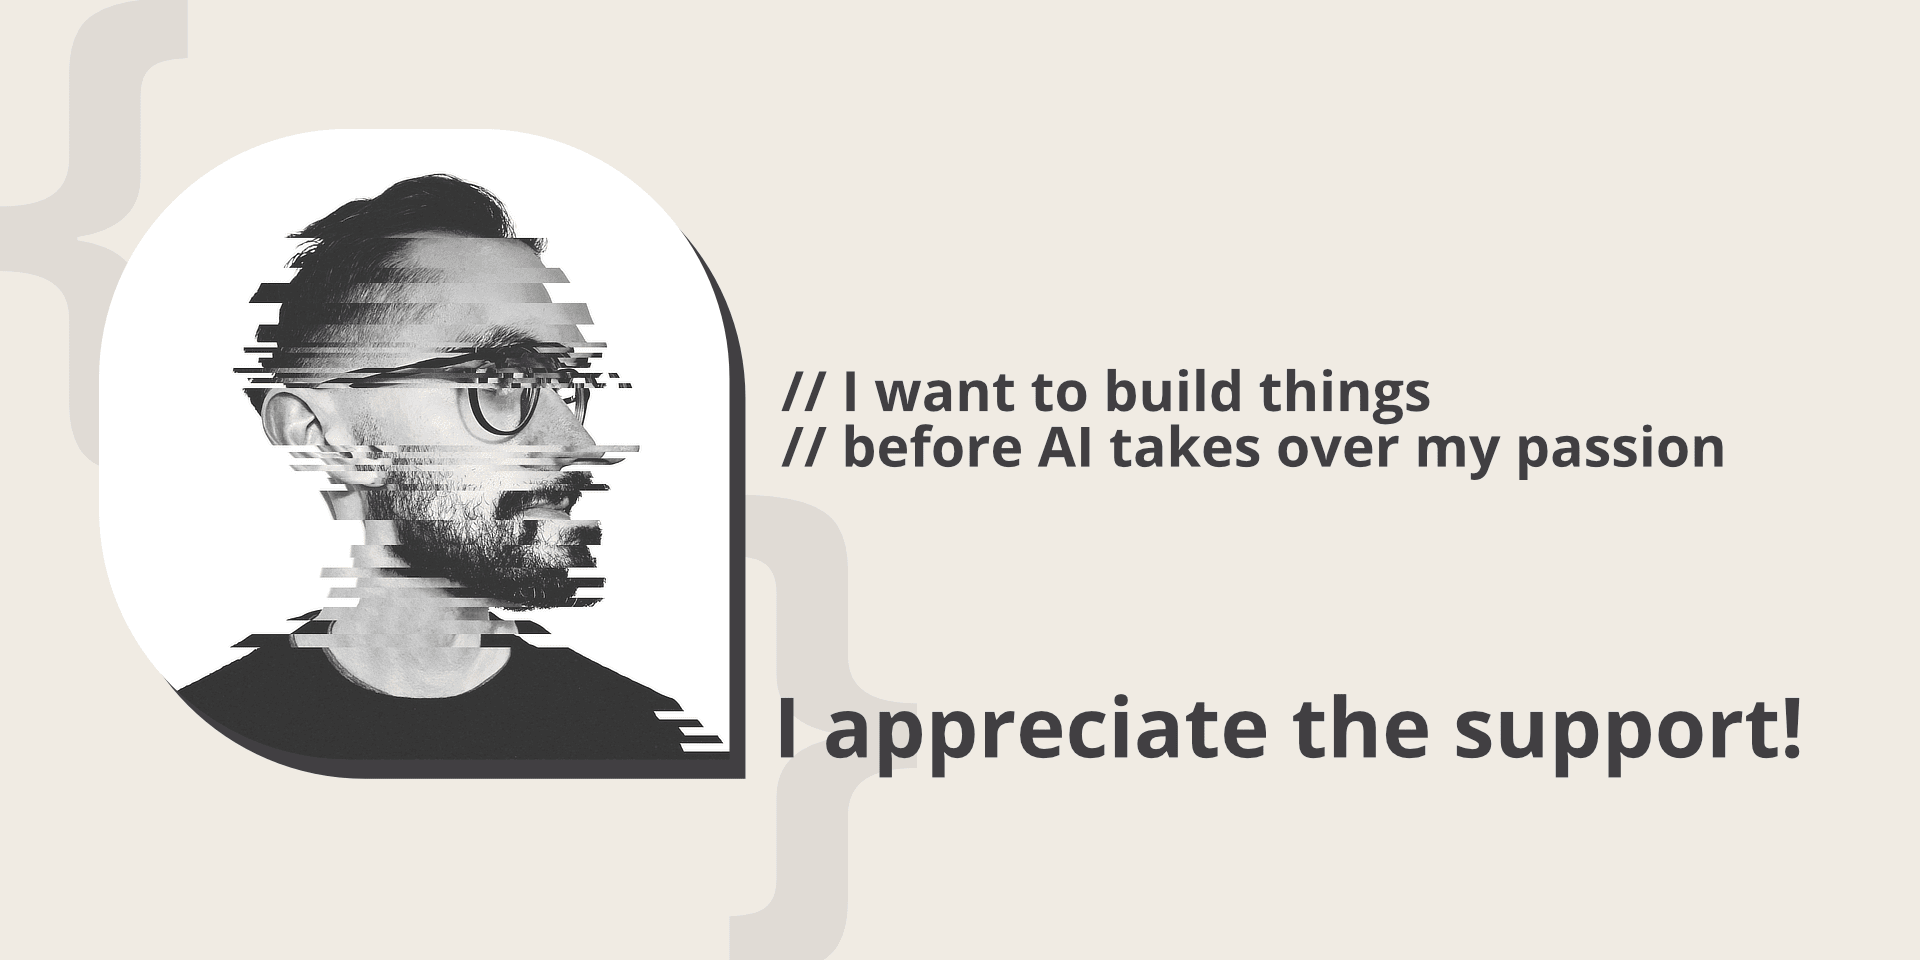 // I want to build things
// before AI takes over my passion
I appreciate the support!